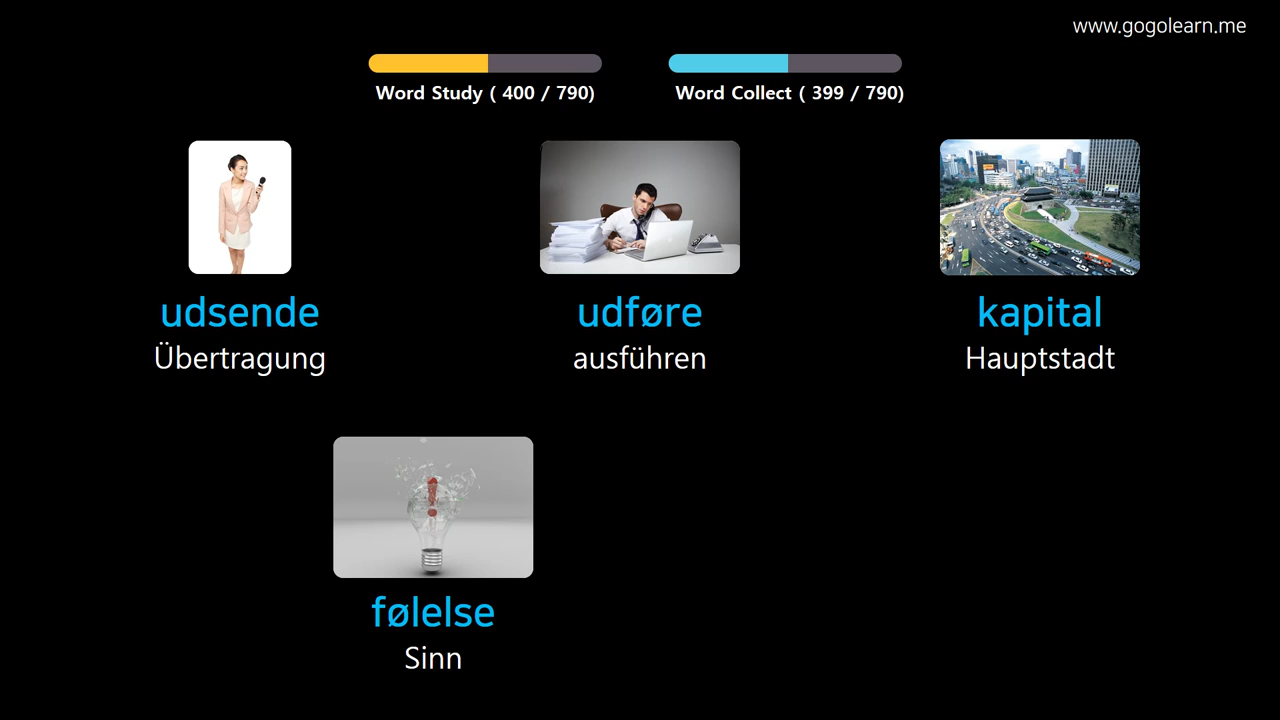 www.gogolearn.me
Word Study ( 400 / 790)
Word Collect ( 399 / 790)
udsende
Übertragung
udføre
ausführen
kapital
Hauptstadt
følelse
Sinn